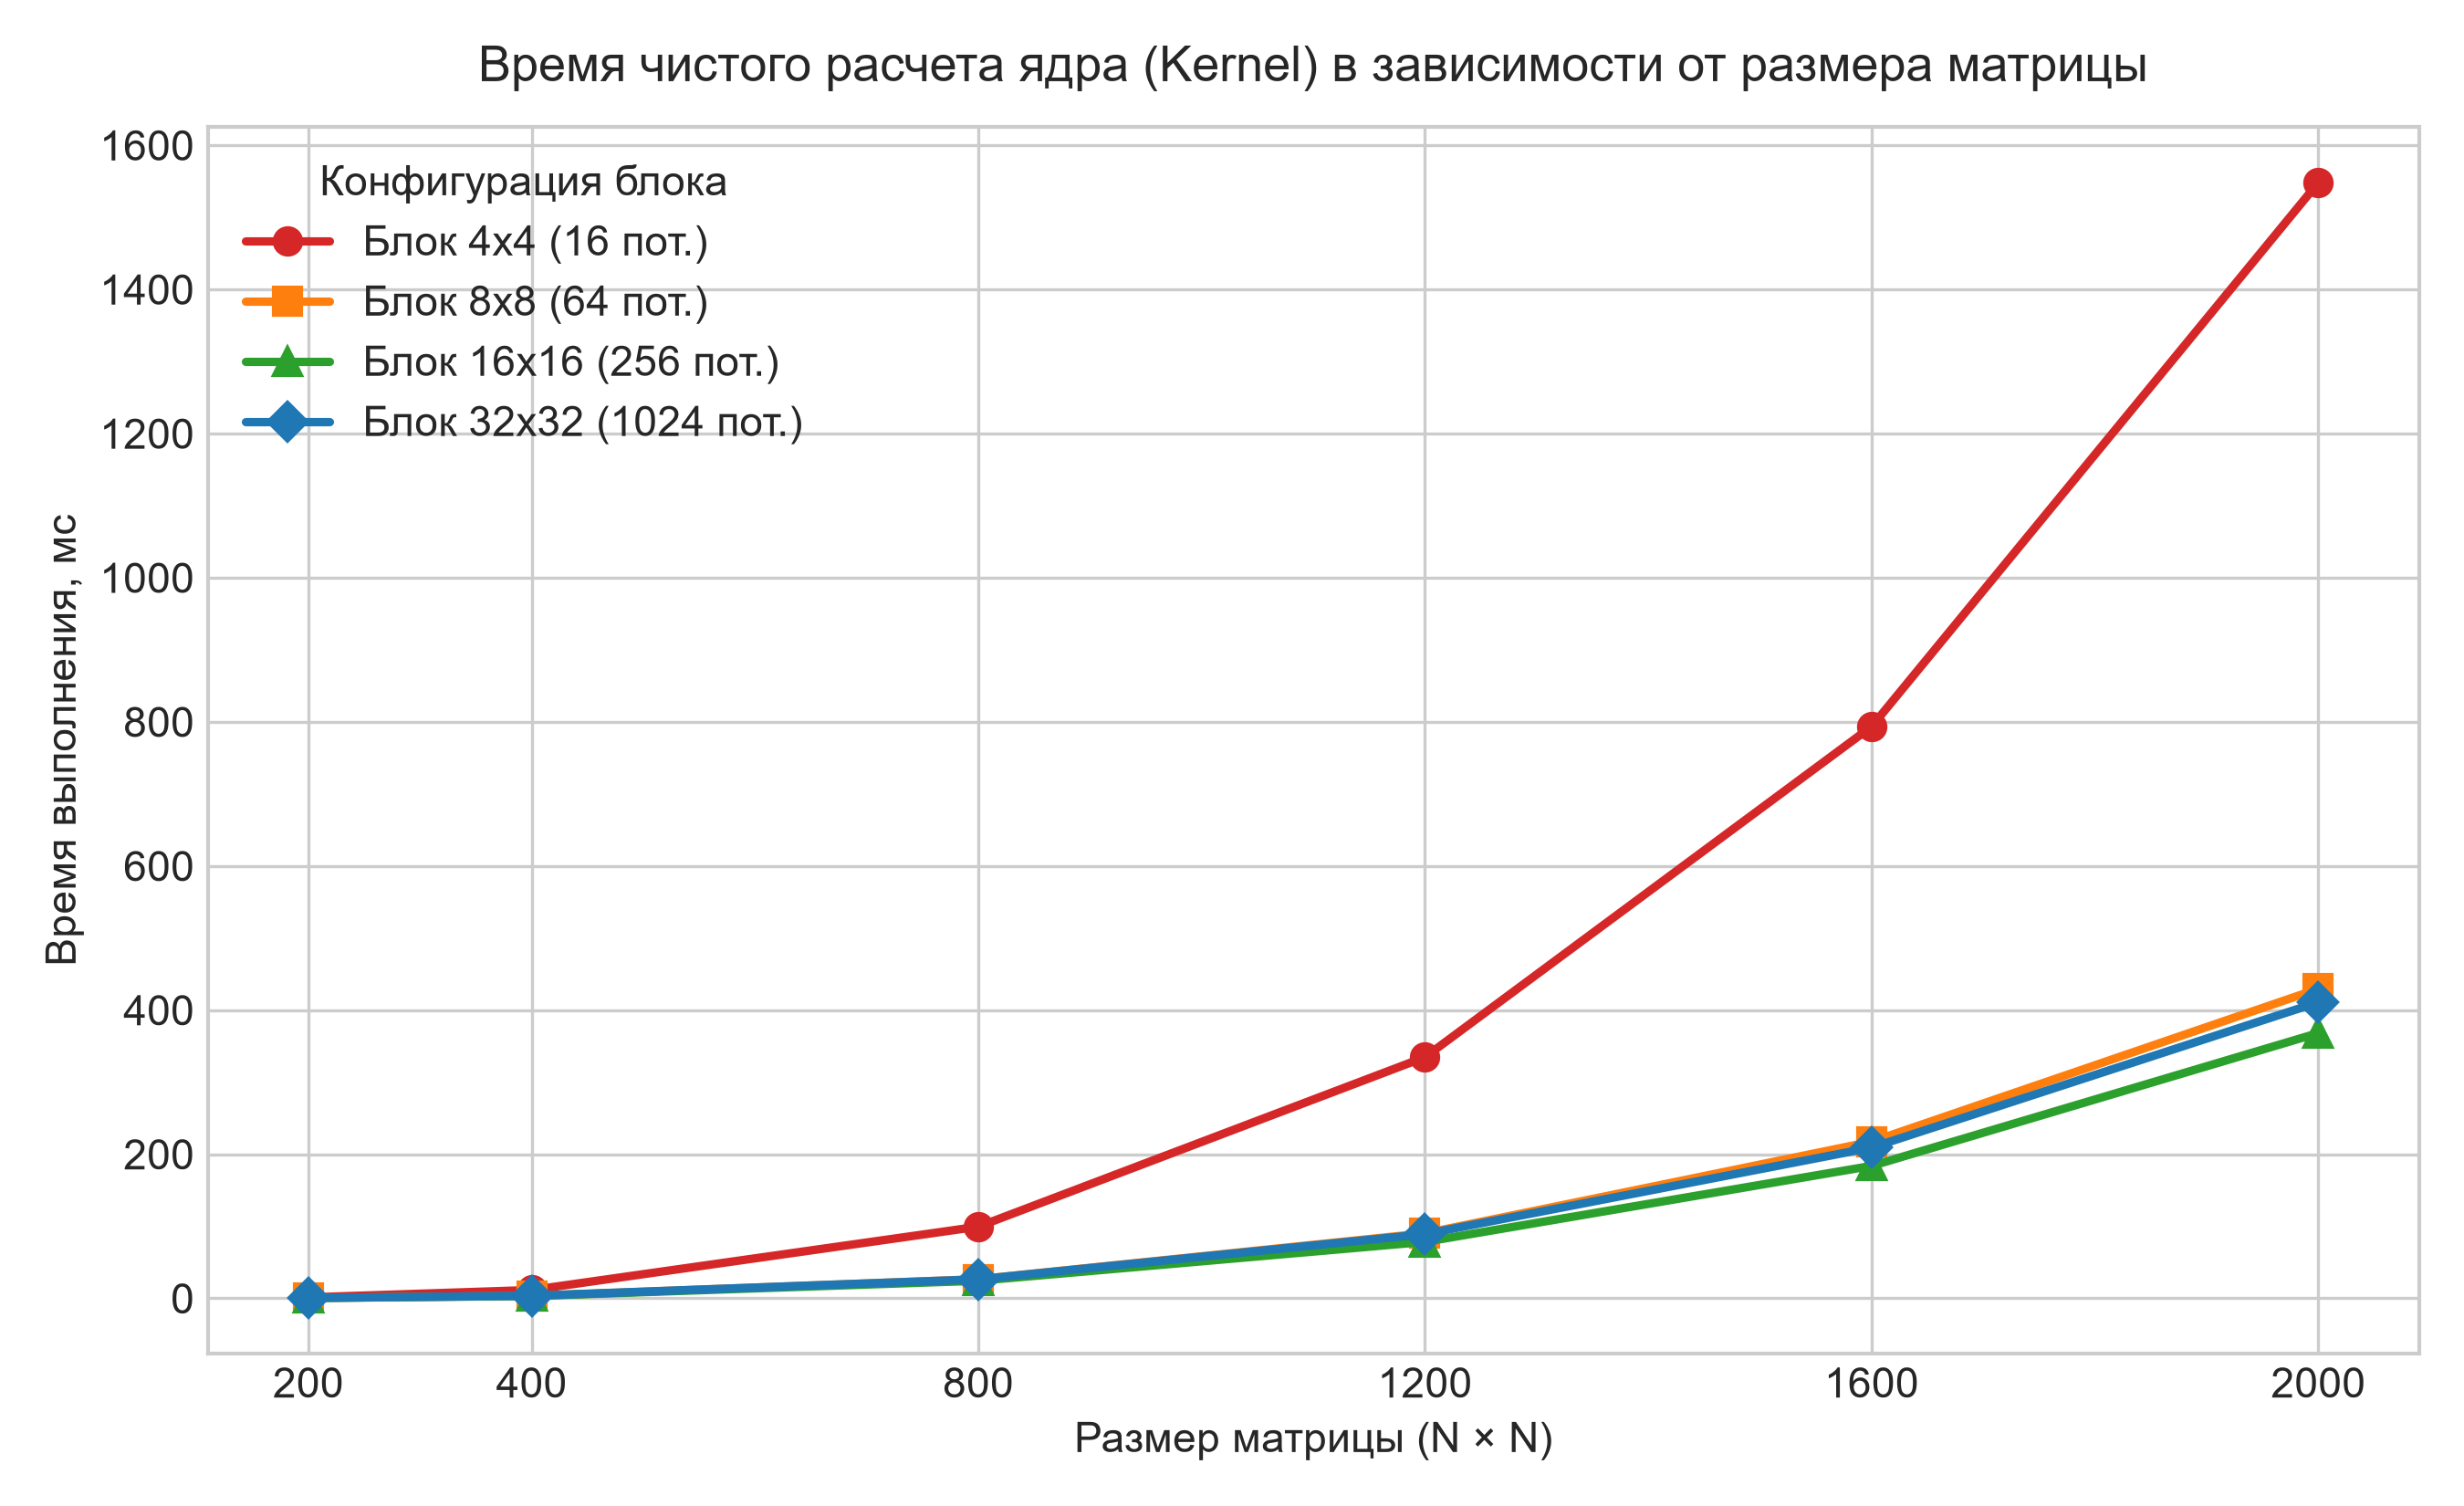 Время чистого расчета ядра (Kernel) в зависимости от размера матрицы
1600
1400
1200
1000
800
600
400
200
0
Время выполнения, мс
Конфигурация блока
Блок 4x4 (16 пот.)
Блок 8x8 (64 пот.)
Блок 16x16 (256 пот.)
Блок 32x32 (1024 пот.)
200 400 800 1200 1600 2000
Размер матрицы (N × N)